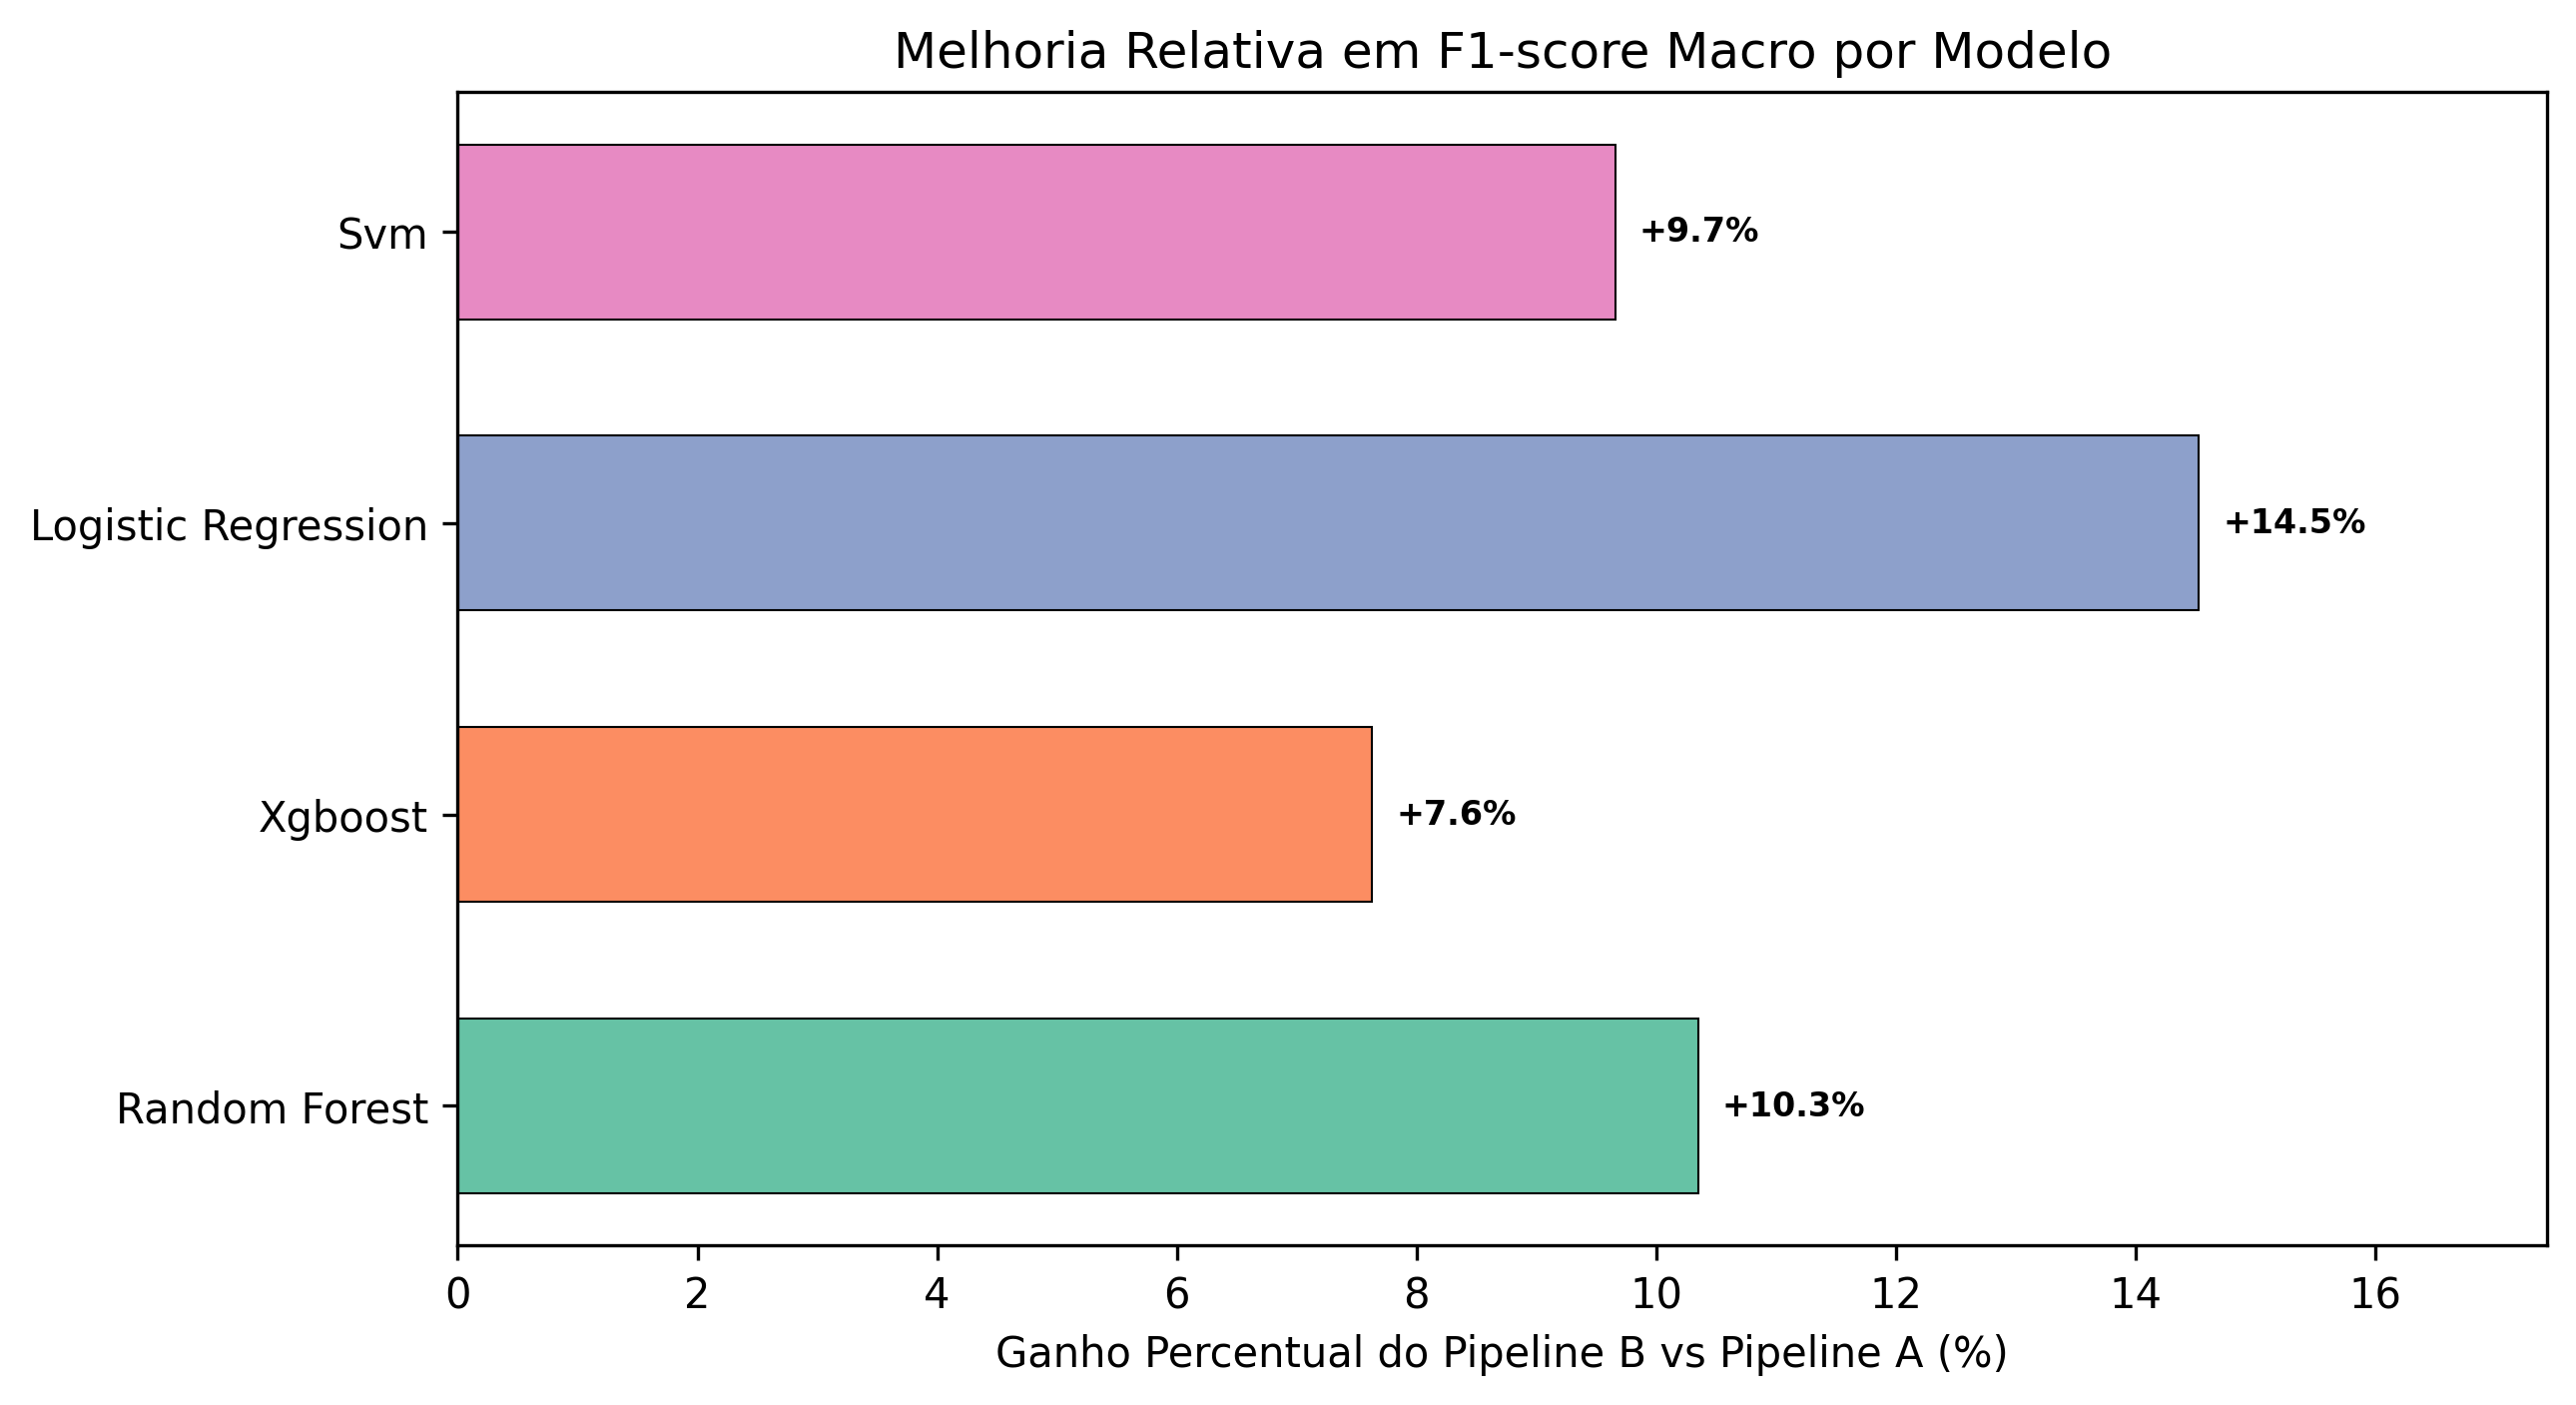 Melhoria Relativa em F1-score Macro por Modelo
Svm
+9.7%
Logistic Regression
+14.5%
Xgboost
+7.6%
Random Forest
+10.3%
0 2 4 6 8 10 12 14 16
Ganho Percentual do Pipeline B vs Pipeline A (%)